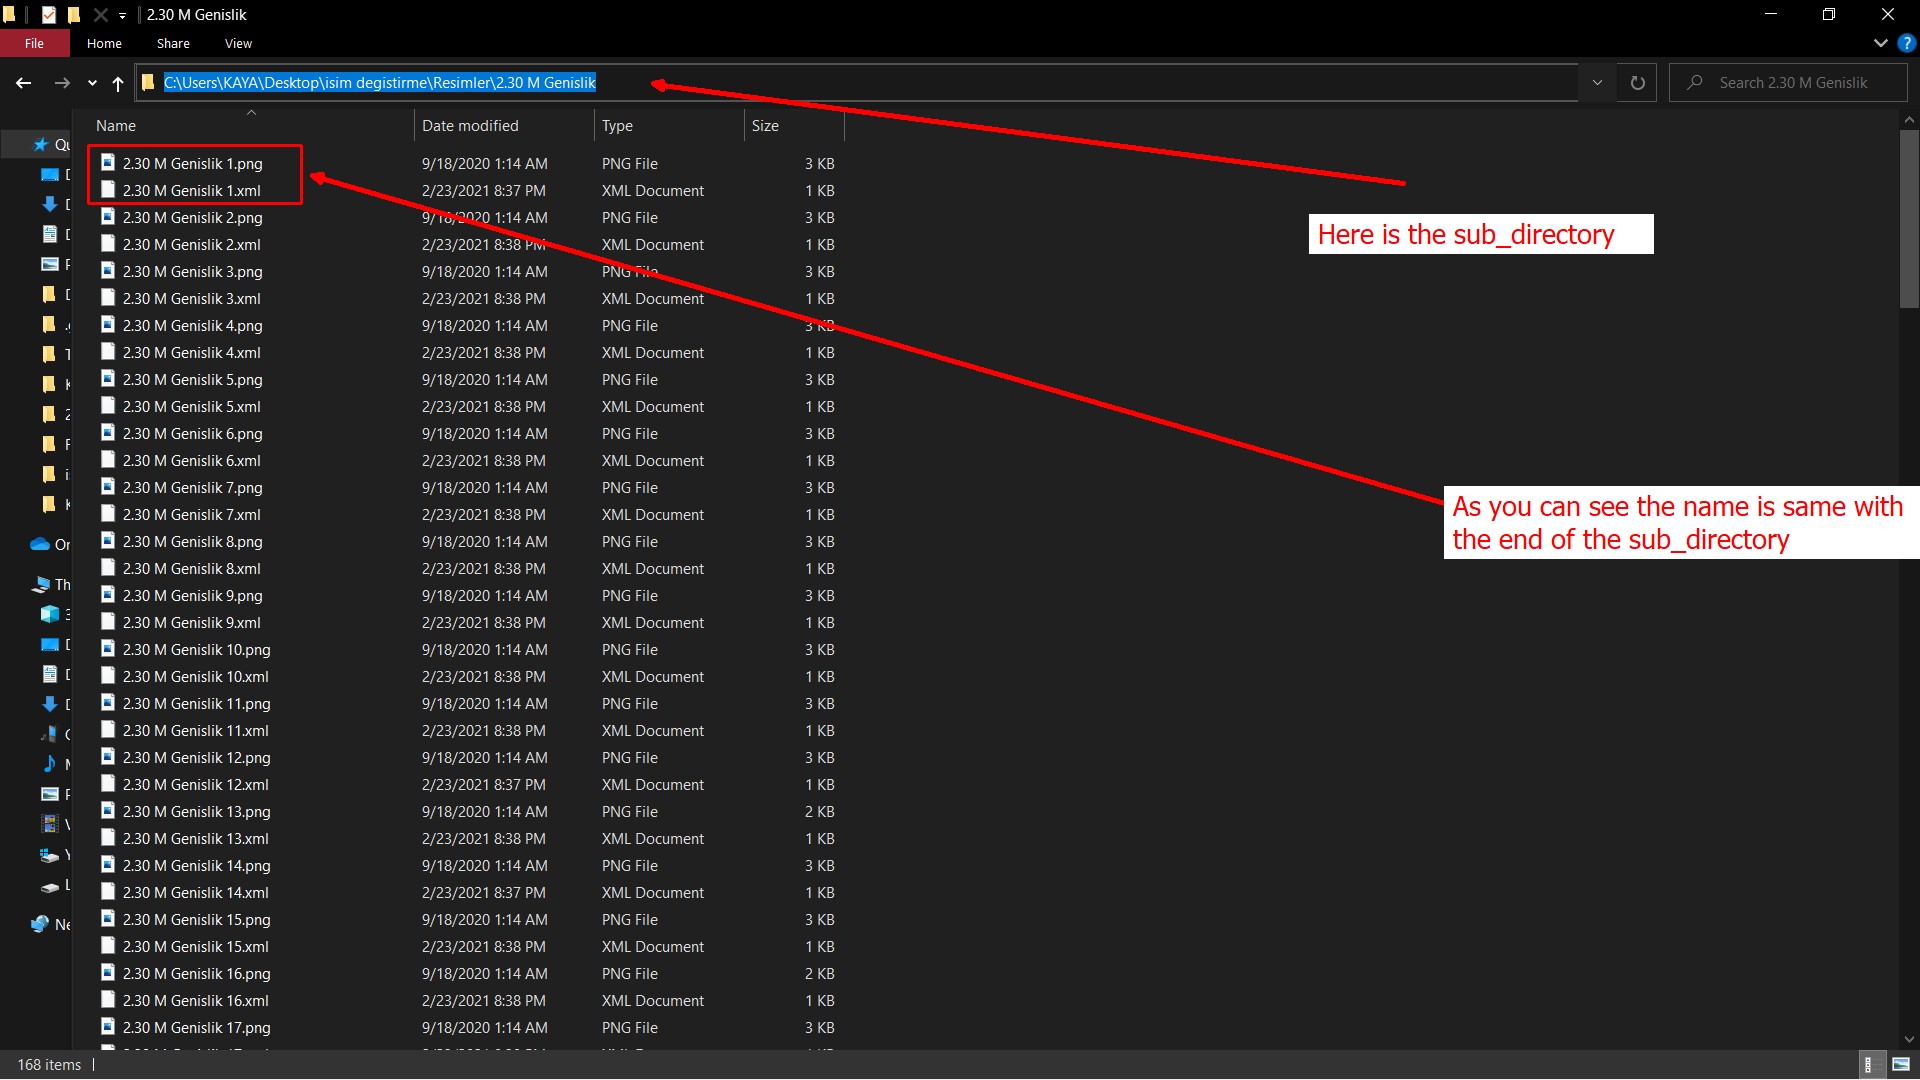 2.30 M Genislik
File Home Share View
C:\Users\KAYA\Desktop\isim degistirme\Resimler\2.30 M Genislik Search 2.30 M Genislik
Name Date modified Type Size
2.30 M Genislik 1.png 9/18/2020 1:14 AM PNG File 3 KB
2.30 M Genislik 1.xml 2/23/2021 8:37 PM XML Document 1 KB
2.30 M Genislik 2.png 9/18/2020 1:14 AM PNG File 3 KB
Here is the sub_directory
2.30 M Genislik 2.xml 2/23/2021 8:38 PM XML Document 1 KB
2.30 M Genislik 3.png 9/18/2020 1:14 AM PNG File 3 KB
2.30 M Genislik 3.xml 2/23/2021 8:38 PM XML Document 1 KB
2.30 M Genislik 4.png 9/18/2020 1:14 AM PNG File 3 KB
2.30 M Genislik 4.xml 2/23/2021 8:38 PM XML Document 1 KB
2.30 M Genislik 5.png 9/18/2020 1:14 AM PNG File 3 KB
2.30 M Genislik 5.xml 2/23/2021 8:38 PM XML Document 1 KB
2.30 M Genislik 6.png 9/18/2020 1:14 AM PNG File 3 KB
2.30 M Genislik 6.xml 2/23/2021 8:38 PM XML Document 1 KB
2.30 M Genislik 7.png 9/18/2020 1:14 AM PNG File 3 KB
As you can see the name is same with
the end of the sub_directory
2.30 M Genislik 7.xml 2/23/2021 8:38 PM XML Document 1 KB
2.30 M Genislik 8.png 9/18/2020 1:14 AM PNG File 3 KB
2.30 M Genislik 8.xml 2/23/2021 8:38 PM XML Document 1 KB
2.30 M Genislik 9.png 9/18/2020 1:14 AM PNG File 3 KB
2.30 M Genislik 9.xml 2/23/2021 8:38 PM XML Document 1 KB
2.30 M Genislik 10.png 9/18/2020 1:14 AM PNG File 3 KB
2.30 M Genislik 10.xml 2/23/2021 8:38 PM XML Document 1 KB
2.30 M Genislik 11.png 9/18/2020 1:14 AM PNG File 3 KB
2.30 M Genislik 11.xml 2/23/2021 8:38 PM XML Document 1 KB
2.30 M Genislik 12.png 9/18/2020 1:14 AM PNG File 3 KB
2.30 M Genislik 12.xml 2/23/2021 8:37 PM XML Document 1 KB
2.30 M Genislik 13.png 9/18/2020 1:14 AM PNG File 2 KB
2.30 M Genislik 13.xml 2/23/2021 8:38 PM XML Document 1 KB
2.30 M Genislik 14.png 9/18/2020 1:14 AM PNG File 3 KB
2.30 M Genislik 14.xml 2/23/2021 8:37 PM XML Document 1 KB
2.30 M Genislik 15.png 9/18/2020 1:14 AM PNG File 3 KB
2.30 M Genislik 15.xml 2/23/2021 8:38 PM XML Document 1 KB
2.30 M Genislik 16.png 9/18/2020 1:14 AM PNG File 2 KB
2.30 M Genislik 16.xml 2/23/2021 8:38 PM XML Document 1 KB
2.30 M Genislik 17.png 9/18/2020 1:14 AM PNG File 3 KB
168 items